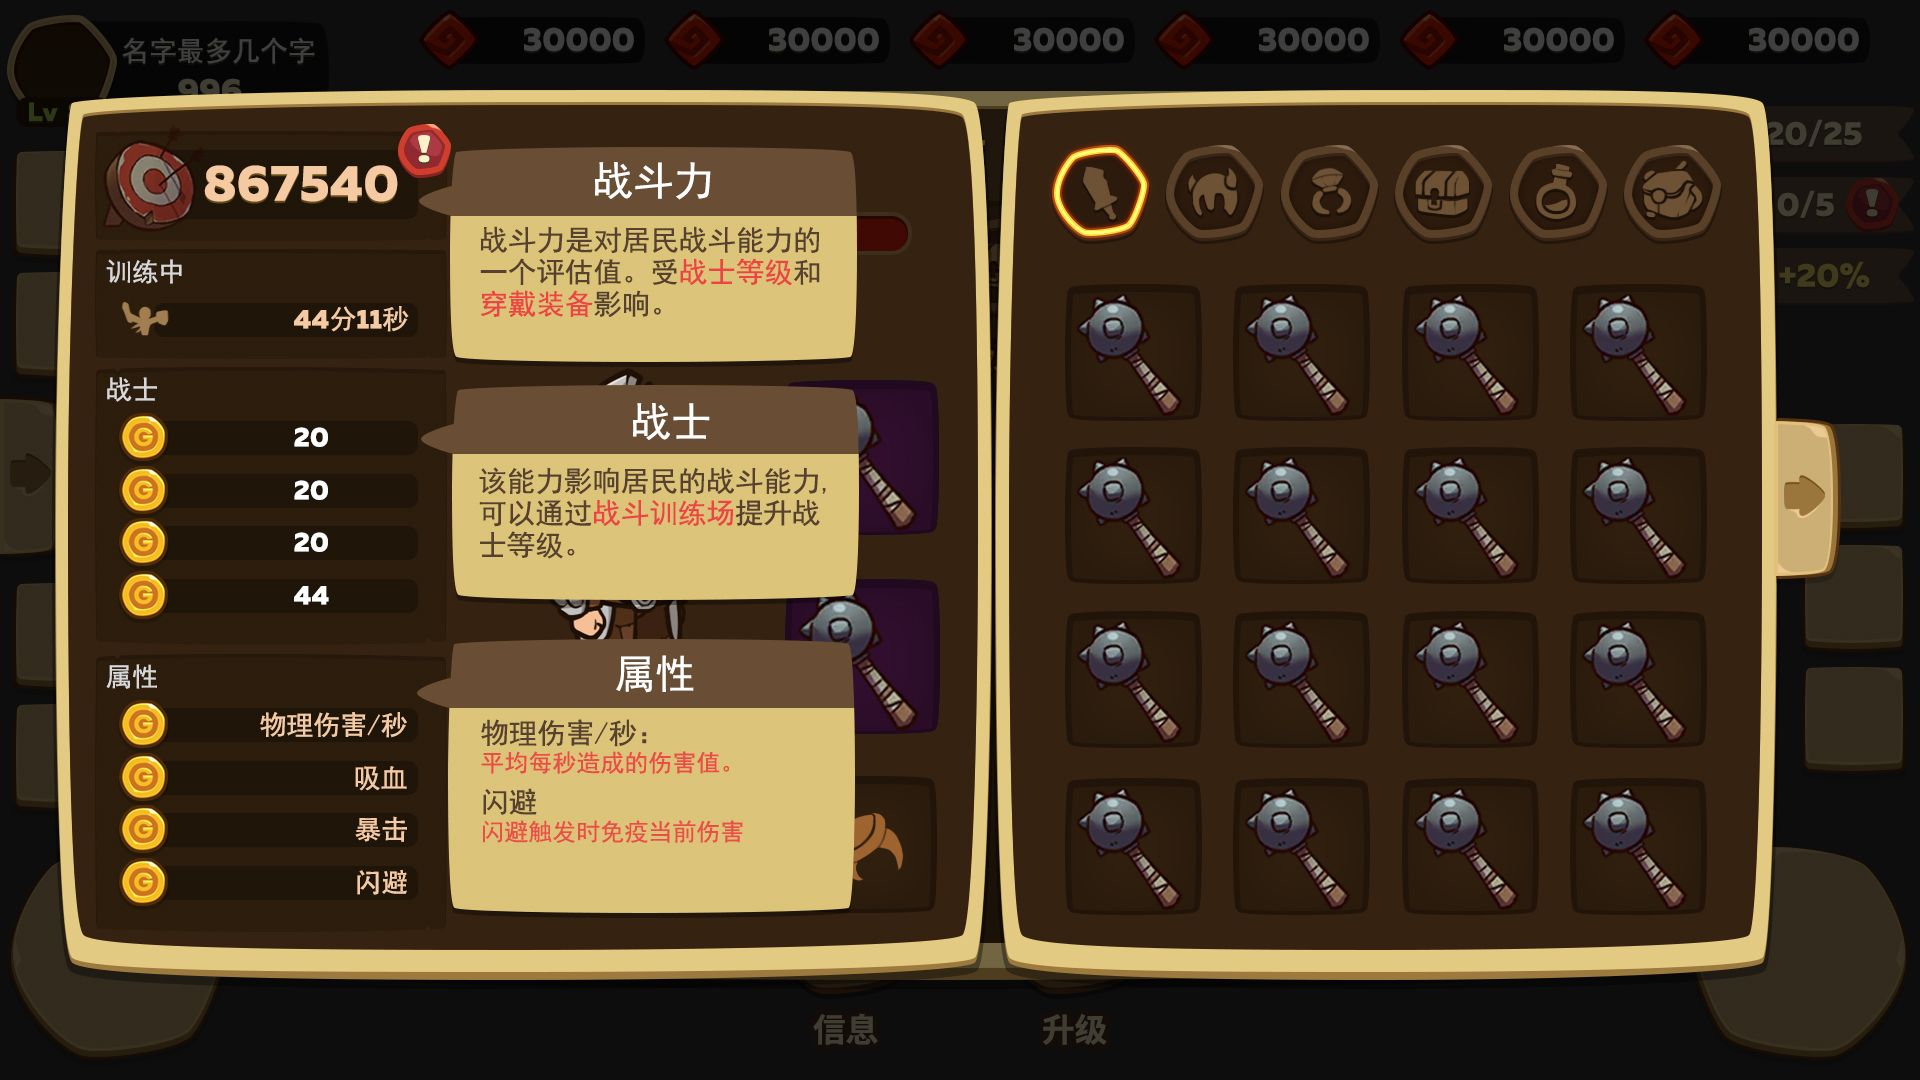 名字最多几个字
996
Lv
30000
30000
30000
30000
30000
30000
20/25
0/5
+20%
867540
训练中
44分11秒
战士
20
20
20
44
属性
物理伤害/秒
吸血
暴击
闪避
战斗力
战斗力是对居民战斗能力的
一个评估值。受战士等级和
穿戴装备影响。
战士
该能力影响居民的战斗能力,
可以通过战斗训练场提升战
士等级。
属性
物理伤害/秒：
平均每秒造成的伤害值。
闪避
闪避触发时免疫当前伤害
信息
升级